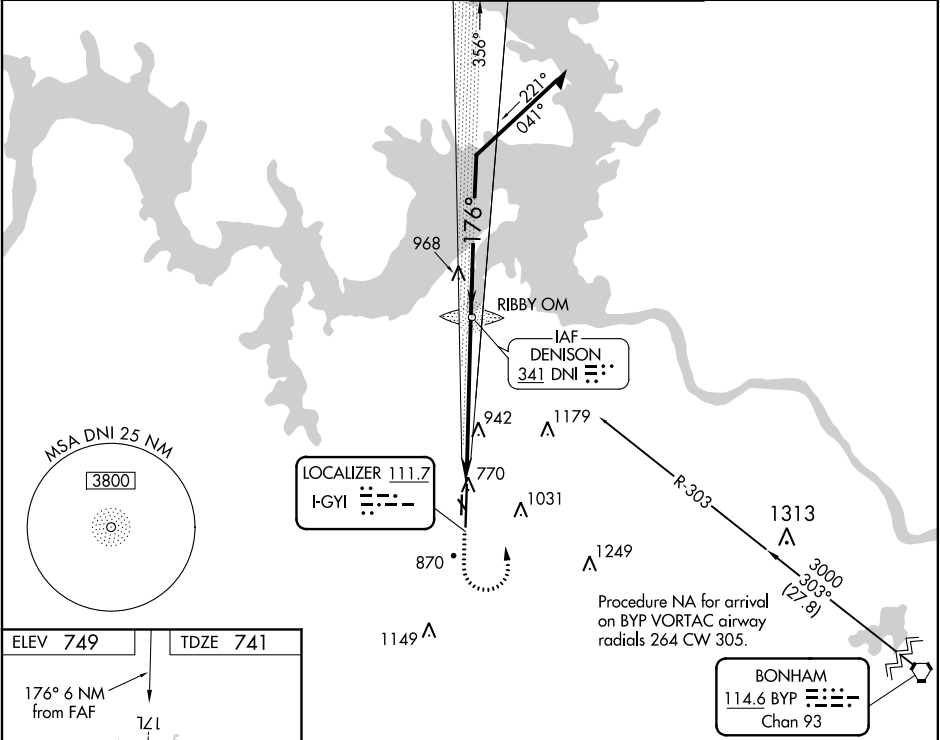 356°
221°
041°
176°
968
RIBBY OM
IAF
DENISON
341 DNI
942
1179
MSA DNI 25 NM
3800
LOCALIZER 111.7
I-GYI
770
1031
R-303
1313
870
1249
3000
303°
(27.8)
Procedure NA for arrival
on BYP VORTAC airway
radials 264 CW 305.
1149
ELEV 749
TDZE 741
176° 6 NM
from FAF
17L
BONHAM
114.6 BYP
Chan 93